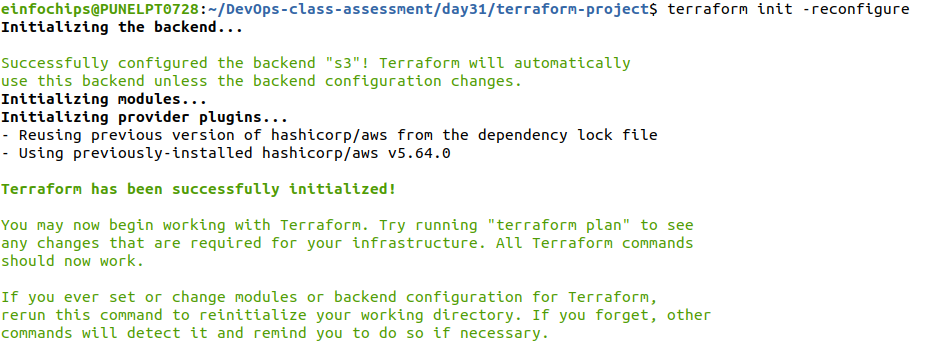 einfochips@PUNELPT0728:~/DevOps-class-assessment/day31/terraform-project$ terraform init -reconfigure
Initializing the backend...
Successfully configured the backend "s3"! Terraform will automatically
use this backend unless the backend configuration changes.
Initializing modules...
Initializing provider plugins...
- Reusing previous version of hashicorp/aws from the dependency lock file
- Using previously-installed hashicorp/aws v5.64.0
Terraform has been successfully initialized!
You may now begin working with Terraform. Try running "terraform plan" to see
any changes that are required for your infrastructure. All Terraform commands
should now work.
If you ever set or change modules or backend configuration for Terraform,
rerun this command to reinitialize your working directory. If you forget, other
commands will detect it and remind you to do so if necessary.